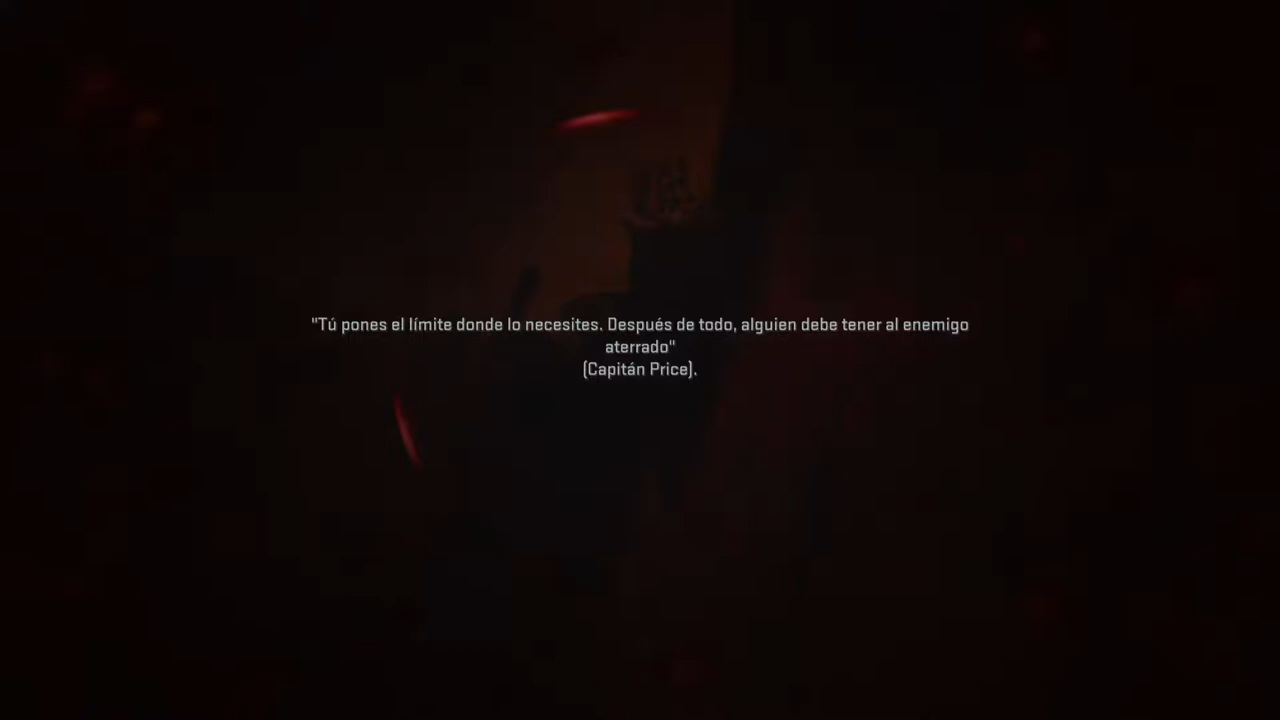 "Tú pones el límite donde lo necesites. Después de todo, alguien debe tener al enemigo
aterrado"
(Capitán Price).